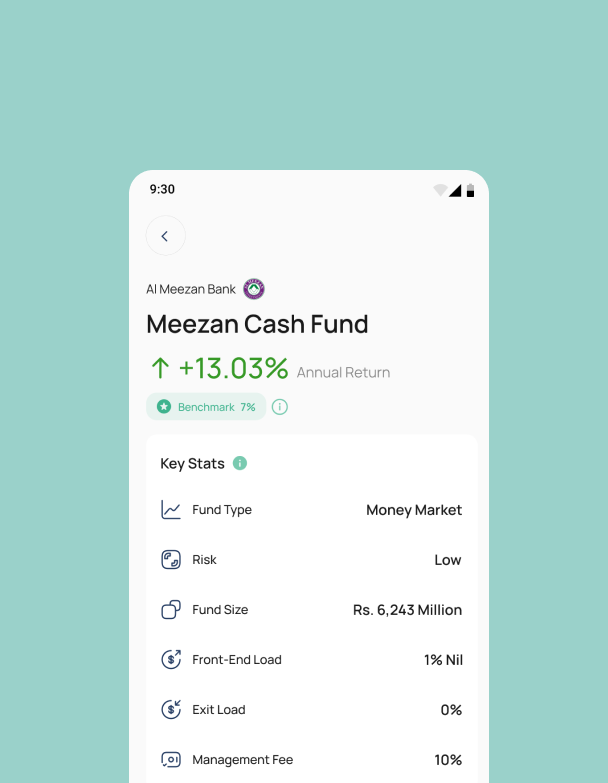 9:30
Al Meezan Bank
Meezan Cash Fund
+13.03% Annual Return
Benchmark 7%
Key Stats
Fund Type Money Market
Risk Low
Fund Size Rs. 6,243 Million
Front-End Load 1% Nil
Exit Load 0%
Management Fee 10%